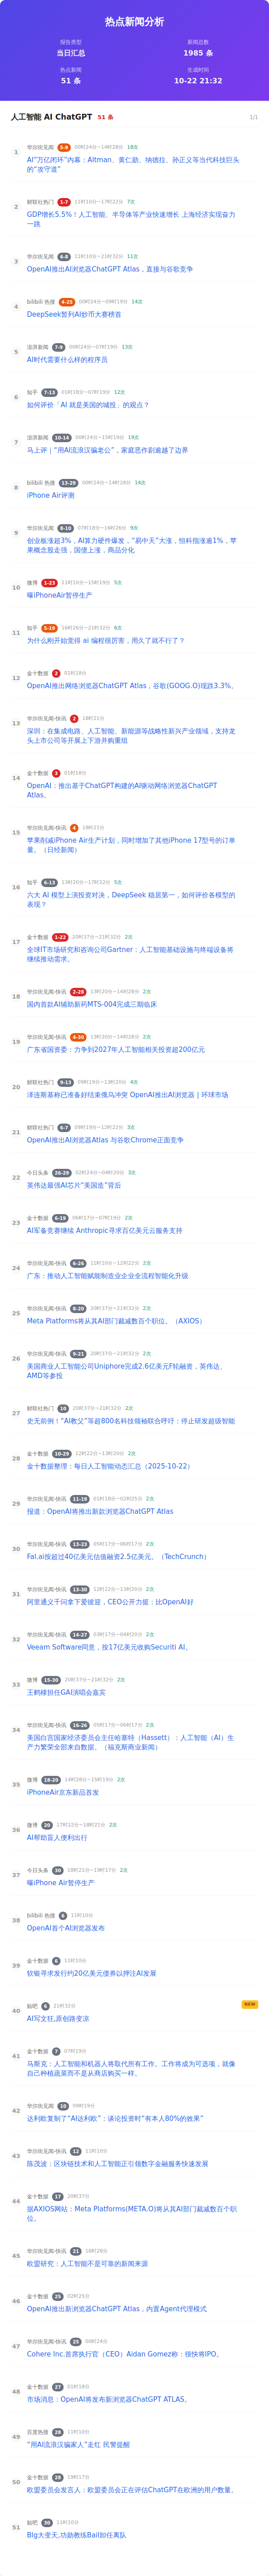 热点新闻分析
报告类型
新闻总数
当日汇总
1985 条
热点新闻
生成时间
51 条
10-22 21:32
人工智能 AI ChatGPT 51 条 1/1
1
华尔街见闻 5-9 00时24分~14时28分 18次
AI“万亿闭环”内幕：Altman、黄仁勋、纳德拉、孙正义等当代科技巨头
的“攻守道”
2
财联社热门 1-7 11时10分~17时22分 7次
GDP增长5.5%！人工智能、半导体等产业快速增长 上海经济实现奋力
一跳
3
华尔街见闻 4-8 11时10分~21时32分 11次
OpenAI推出AI浏览器ChatGPT Atlas，直接与谷歌竞争
4
bilibili 热搜 4-25 00时24分~09时19分 14次
DeepSeek暂列AI炒币大赛榜首
5
澎湃新闻 7-9 00时24分~07时19分 13次
AI时代需要什么样的程序员
6
知乎 7-13 01时18分~07时19分 12次
如何评价「AI 就是美国的城投」的观点？
7
澎湃新闻 10-14 00时24分~15时19分 19次
马上评｜“用AI流浪汉骗老公”，家庭恶作剧逾越了边界
8
bilibili 热搜 13-29 00时24分~14时28分 14次
iPhone Air评测
9
华尔街见闻 8-10 07时18分~16时26分 9次
创业板涨超3%，AI算力硬件爆发，“易中天”大涨，恒科指涨逾1%，苹
果概念股走强，国债上涨，商品分化
10
微博 1-23 11时10分~15时19分 5次
曝iPhoneAir暂停生产
11
知乎 5-19 16时26分~21时32分 6次
为什么刚开始觉得 ai 编程很厉害，用久了就不行了？
12
金十数据 2 01时18分
OpenAI推出网络浏览器ChatGPT Atlas，谷歌(GOOG.O)现跌3.3%。
13
华尔街见闻-快讯 2 18时21分
深圳：在集成电路、人工智能、新能源等战略性新兴产业领域，支持龙
头上市公司等开展上下游并购重组
14
金十数据 3 01时18分
OpenAI：推出基于ChatGPT构建的AI驱动网络浏览器ChatGPT
Atlas。
15
华尔街见闻-快讯 4 18时21分
苹果削减iPhone Air生产计划，同时增加了其他iPhone 17型号的订单
量。（日经新闻）
16
知乎 6-13 13时20分~17时22分 5次
六大 AI 模型上演投资对决，DeepSeek 稳居第一，如何评价各模型的
表现？
17
金十数据 1-22 20时37分~21时32分 2次
全球IT市场研究和咨询公司Gartner：人工智能基础设施与终端设备将
继续推动需求。
18
华尔街见闻-快讯 2-28 13时20分~14时28分 2次
国内首款AI辅助新药MTS-004完成三期临床
19
华尔街见闻-快讯 4-30 13时20分~14时28分 2次
广东省国资委：力争到2027年人工智能相关投资超200亿元
20
财联社热门 9-13 09时19分~13时20分 4次
泽连斯基称已准备好结束俄乌冲突 OpenAI推出AI浏览器 | 环球市场
21
财联社热门 6-7 09时19分~12时22分 3次
OpenAI推出AI浏览器Atlas 与谷歌Chrome正面竞争
22
今日头条 26-29 02时24分~04时20分 3次
英伟达最强AI芯片“美国造”背后
23
金十数据 6-19 06时17分~07时19分 2次
AI军备竞赛继续 Anthropic寻求百亿美元云服务支持
24
华尔街见闻-快讯 6-26 11时10分~12时22分 2次
广东：推动人工智能赋能制造业企业全流程智能化升级
25
华尔街见闻-快讯 8-20 20时37分~21时32分 2次
Meta Platforms将从其AI部门裁减数百个职位。（AXIOS）
26
华尔街见闻-快讯 9-21 20时37分~21时32分 2次
美国商业人工智能公司Uniphore完成2.6亿美元F轮融资，英伟达、
AMD等参投
27
财联社热门 10 20时37分~21时32分 2次
史无前例！“AI教父”等超800名科技领袖联合呼吁：停止研发超级智能
28
金十数据 10-29 12时22分~13时20分 2次
金十数据整理：每日人工智能动态汇总（2025-10-22）
29
华尔街见闻-快讯 11-19 01时18分~02时25分 2次
报道：OpenAI将推出新款浏览器ChatGPT Atlas
30
华尔街见闻-快讯 13-23 05时17分~06时17分 2次
Fal.ai按超过40亿美元估值融资2.5亿美元。（TechCrunch）
31
华尔街见闻-快讯 13-30 12时22分~13时20分 2次
阿里通义千问拿下爱彼迎，CEO公开力挺：比OpenAI好
32
华尔街见闻-快讯 14-27 03时17分~04时20分 2次
Veeam Software同意，按17亿美元收购Securiti AI。
33
微博 15-30 20时37分~21时32分 2次
王鹤棣担任GAI演唱会嘉宾
34
华尔街见闻-快讯 16-26 05时17分~06时17分 2次
美国白宫国家经济委员会主任哈塞特（Hassett）：人工智能（AI）生
产力繁荣全部来自数据。（福克斯商业新闻）
35
微博 18-20 14时28分~15时19分 2次
iPhoneAir京东新品首发
36
微博 20 17时22分~18时21分 2次
AI帮助盲人便利出行
37
今日头条 30 18时21分~19时17分 2次
曝iPhone Air暂停生产
38
bilibili 热搜 6 11时10分
OpenAI首个AI浏览器发布
39
金十数据 6 11时10分
软银寻求发行约20亿美元债券以押注AI发展
40
贴吧 6 21时32分 NEW
AI写文狂,原创路变凉
41
金十数据 7 07时19分
马斯克：人工智能和机器人将取代所有工作。工作将成为可选项，就像
自己种植蔬菜而不是从商店购买一样。
42
华尔街见闻 10 09时19分
达利欧复制了“AI达利欧”：谈论投资时“有本人80%的效果”
43
华尔街见闻-快讯 12 11时10分
陈茂波：区块链技术和人工智能正引领数字金融服务快速发展
44
金十数据 17 20时37分
据AXIOS网站：Meta Platforms(META.O)将从其AI部门裁减数百个职
位。
45
华尔街见闻-快讯 21 16时26分
欧盟研究：人工智能不是可靠的新闻来源
46
金十数据 25 02时25分
OpenAI推出新浏览器ChatGPT Atlas，内置Agent代理模式
47
华尔街见闻-快讯 25 00时24分
Cohere Inc.首席执行官（CEO）Aidan Gomez称：很快将IPO。
48
金十数据 27 01时18分
市场消息：OpenAI将发布新浏览器ChatGPT ATLAS。
49
百度热搜 28 11时10分
“用AI流浪汉骗家人”走红 民警提醒
50
金十数据 28 19时17分
欧盟委员会发言人：欧盟委员会正在评估ChatGPT在欧洲的用户数量。
51
贴吧 30 11时10分
Blg大变天,功勋教练Bail卸任离队